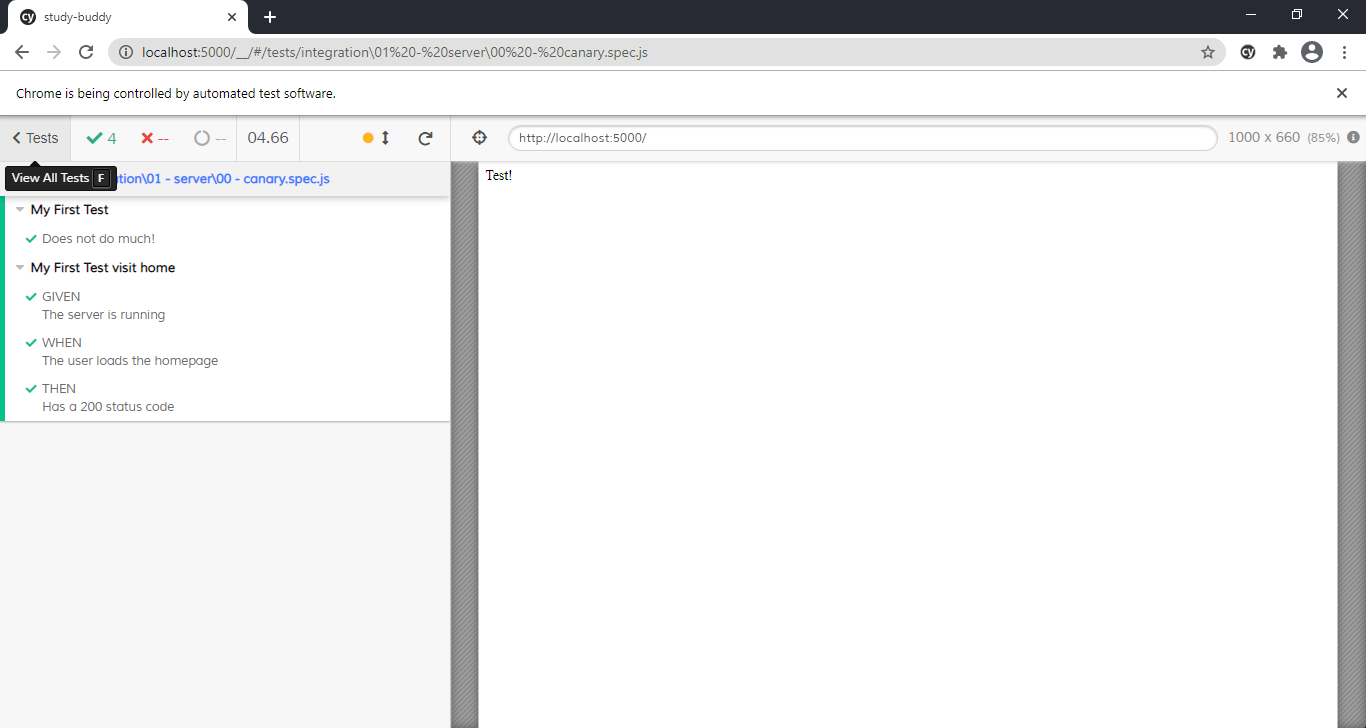 cy study-buddy
localhost:5000/__/#/tests/integration\01%20-%20server\00%20-%20canary.spec.js cy
Chrome is being controlled by automated test software.
Tests 4 -- -- 04.66 http://localhost:5000/ 1000 x 660 (85%)
View All Tests F tion\01 - server\00 - canary.spec.js
Test!
My First Test
Does not do much!
My First Test visit home
GIVEN
The server is running
WHEN
The user loads the homepage
THEN
Has a 200 status code